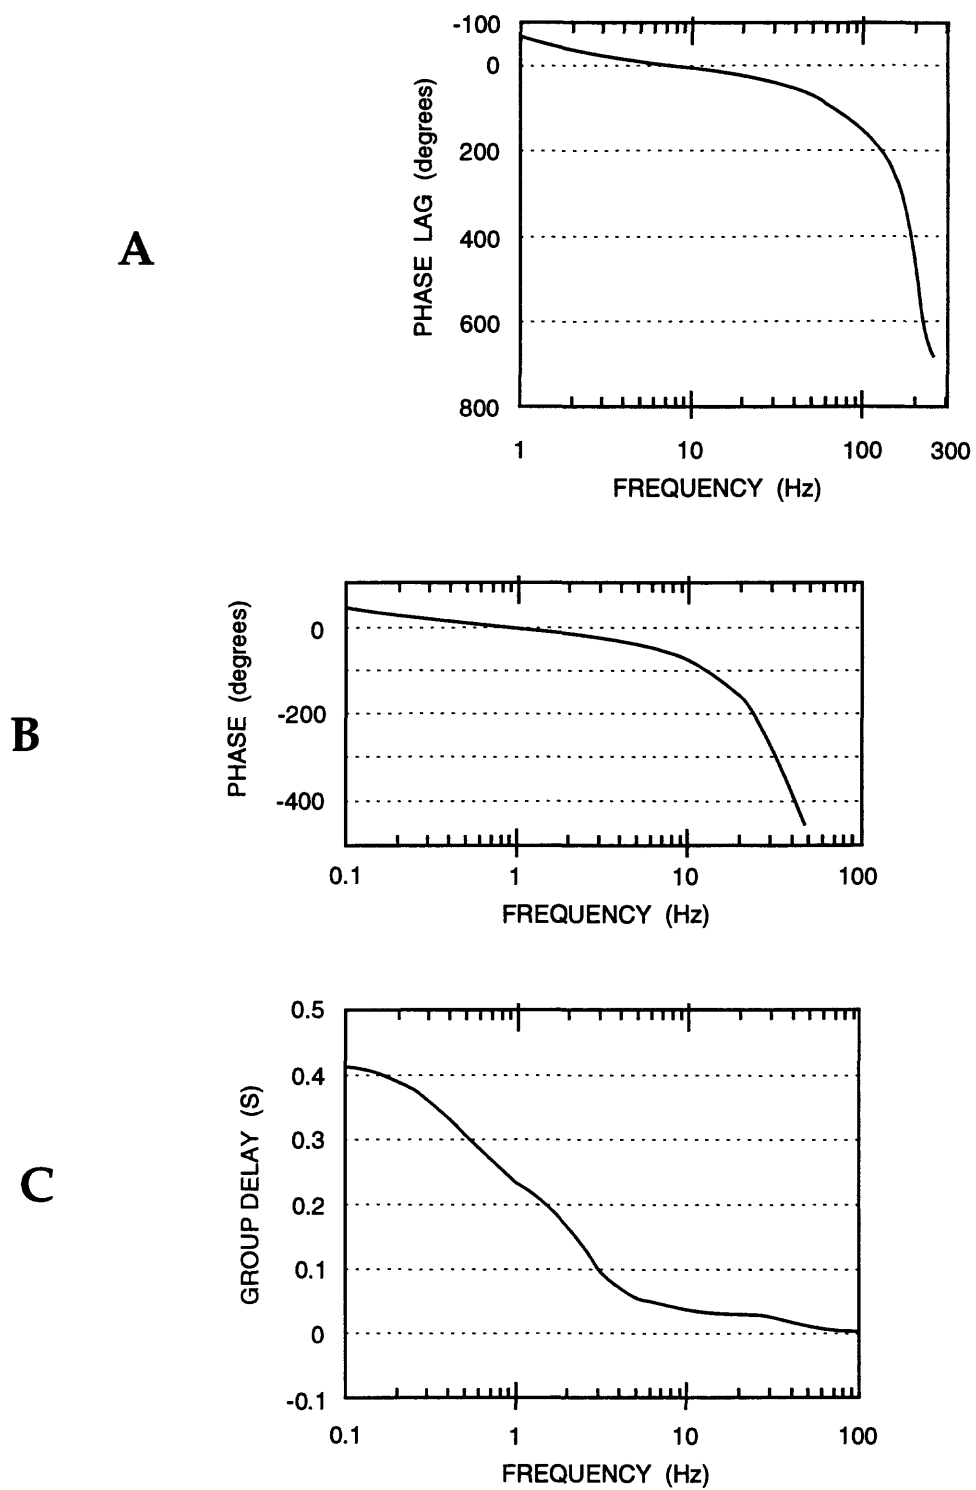 A
PHASE LAG (degrees)
-100
0
200
400
600
800
1 10 100 300
FREQUENCY (Hz)
B
PHASE (degrees)
0
-200
-400
0.1 1 10 100
FREQUENCY (Hz)
C
GROUP DELAY (S)
0.5
0.4
0.3
0.2
0.1
0
-0.1
0.1 1 10 100
FREQUENCY (Hz)